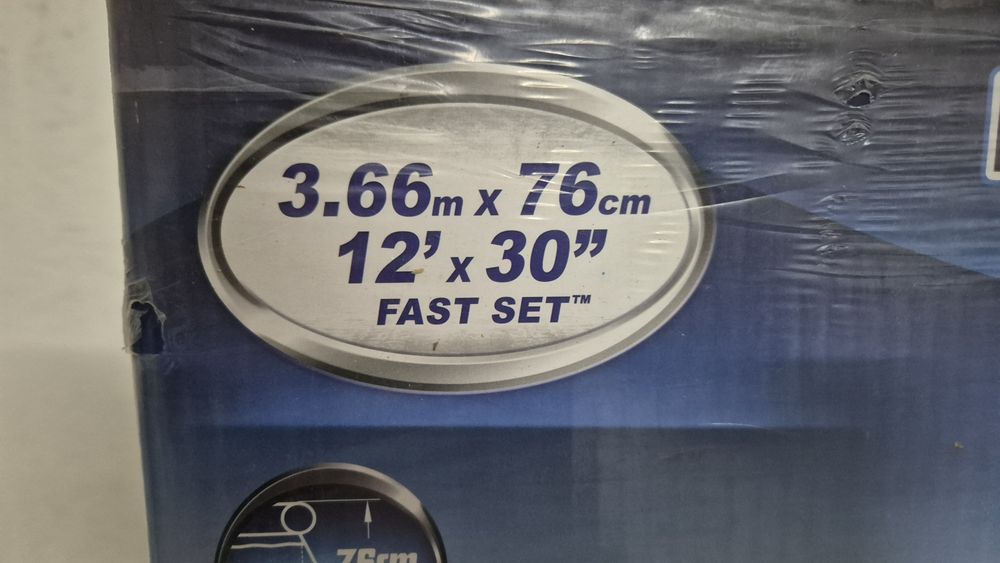 3.66m x 76cm
12’ x 30”
FAST SET™
76cm